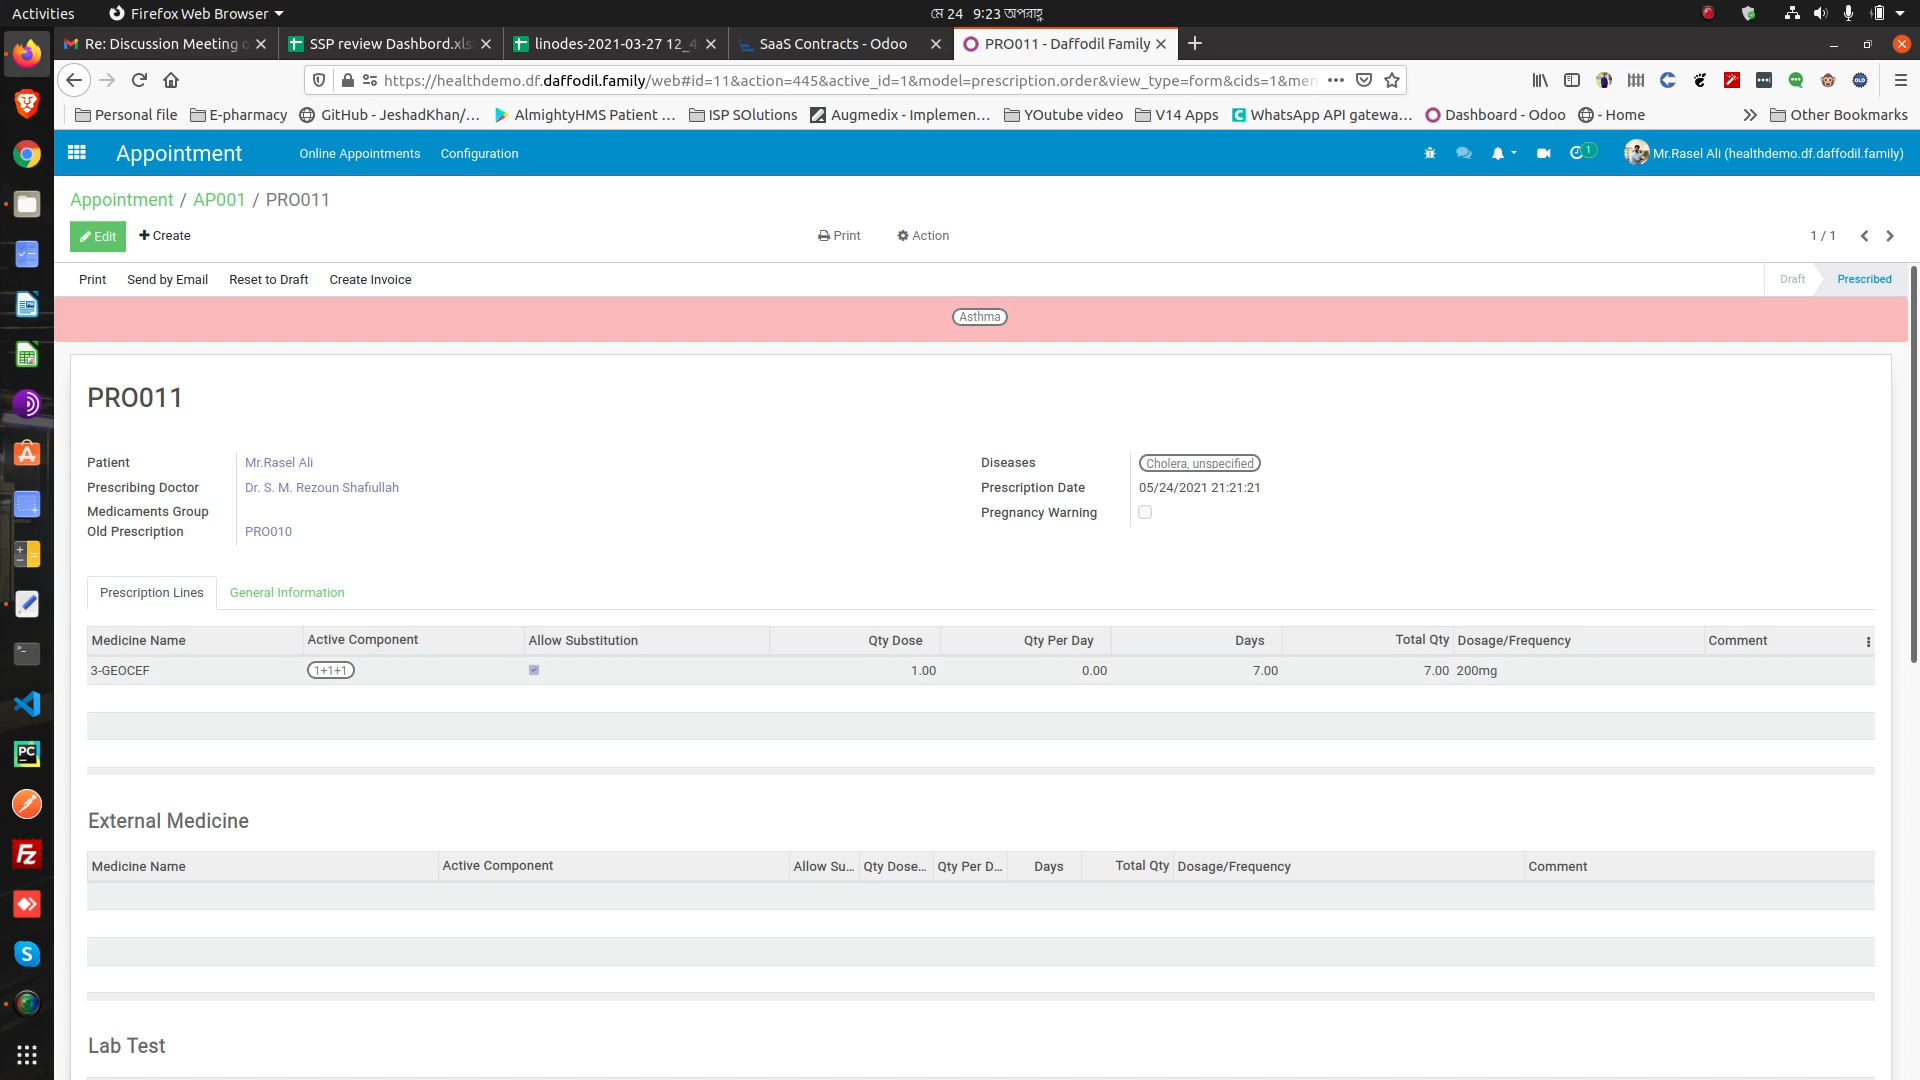 Activities
Firefox Web Browser
মে 24 9:23 অপরাহ্ণ
Re: Discussion Meeting o
SSP review Dashbord.xls
linodes-2021-03-27 12_4
SaaS Contracts - Odoo
PRO011 - Daffodil Family
https://healthdemo.df.daffodil.family/web#id=11&action=445&active_id=1&model=prescription.order&view_type=form&cids=1&men
Personal file
E-pharmacy
GitHub - JeshadKhan/...
AlmightyHMS Patient ...
ISP SOlutions
Augmedix - Implemen...
YOutube video
V14 Apps
WhatsApp API gatewa...
Dashboard - Odoo
- Home
Other Bookmarks
Appointment
Online Appointments
Configuration
1
Mr.Rasel Ali (healthdemo.df.daffodil.family)
Appointment / AP001 / PRO011
Edit
Create
Print
Action
1 / 1
Print
Send by Email
Reset to Draft
Create Invoice
Draft
Prescribed
Asthma
PRO011
Patient
Mr.Rasel Ali
Prescribing Doctor
Dr. S. M. Rezoun Shafiullah
Medicaments Group
Old Prescription
PRO010
Diseases
Cholera, unspecified
Prescription Date
05/24/2021 21:21:21
Pregnancy Warning
Prescription Lines
General Information
Medicine Name Active Component Allow Substitution Qty Dose Qty Per Day Days Total Qty Dosage/Frequency Comment
3-GEOCEF 1+1+1 1.00 0.00 7.00 7.00 200mg
External Medicine
Medicine Name Active Component Allow Su... Qty Dose... Qty Per D... Days Total Qty Dosage/Frequency Comment
Lab Test